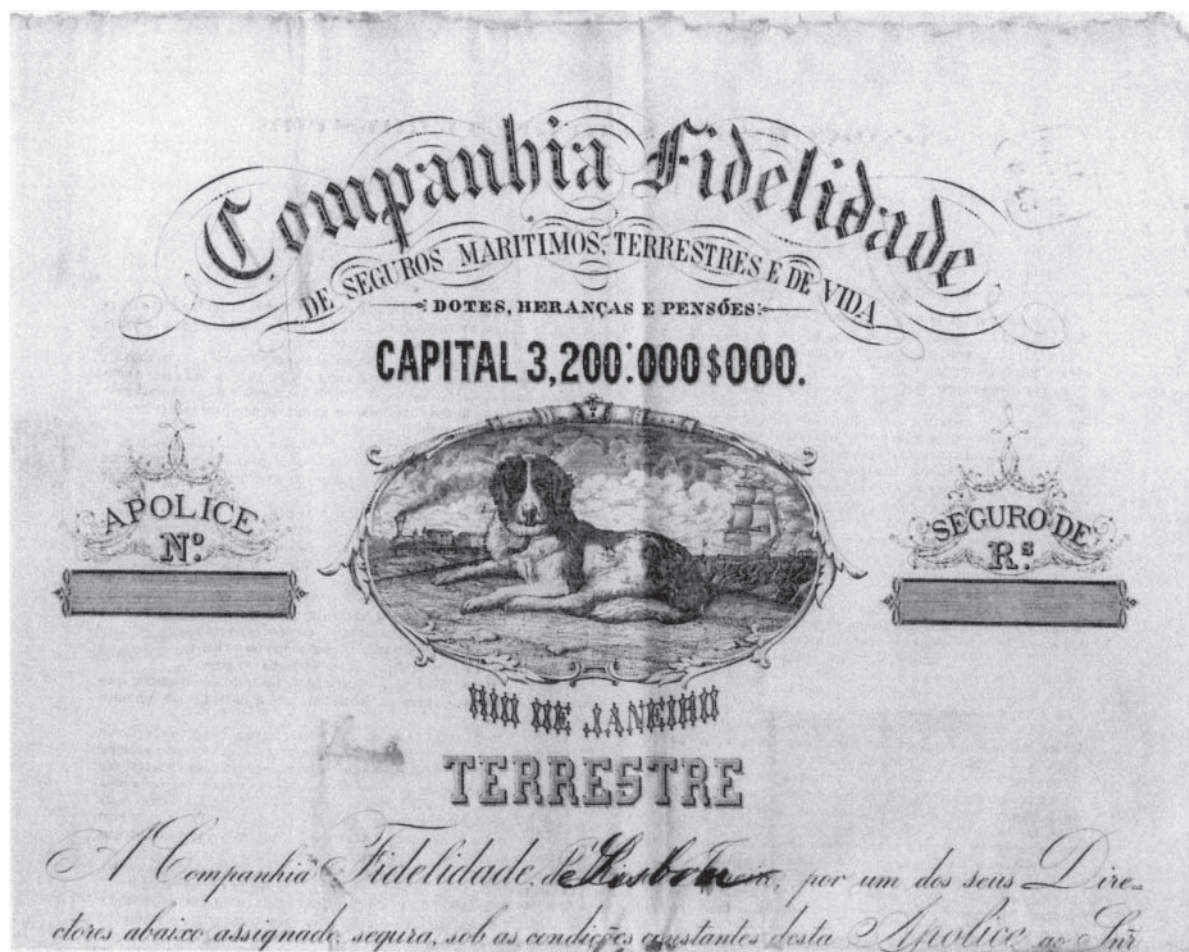 Companhia Fidelidade
DE SEGUROS MARITIMOS, TERRESTRES E DE VIDA
DOTES, HERANÇAS E PENSÕES
CAPITAL 3,200:000$000.
APOLICE
Nº
SEGURO DE
R.s
RIO DE JANEIRO
TERRESTRE
A Companhia Fidelidade, de Lisboa, por um dos seus Dire=
ctores abaixo assignado, segura, sob as condições constantes desta Apolice ao Snr